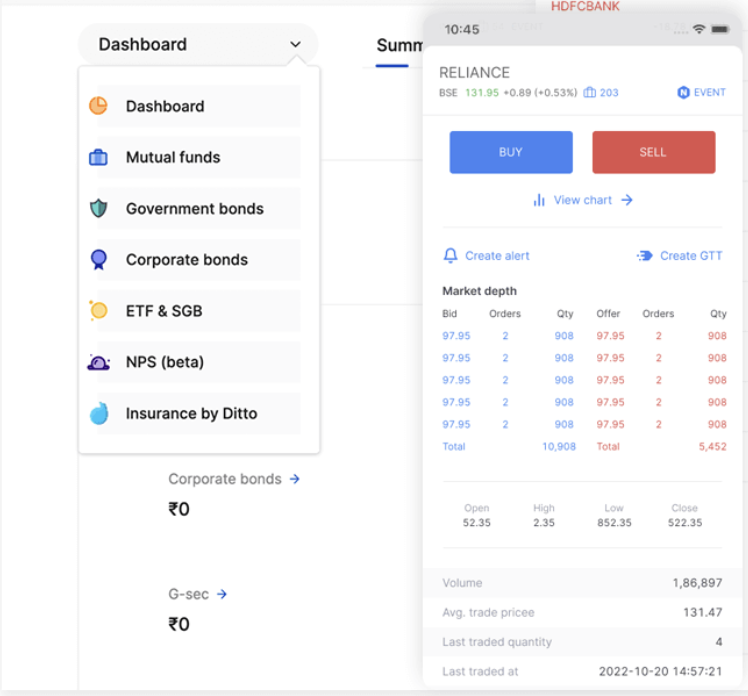 HDFCBANK
Dashboard
Summ
Dashboard
Mutual funds
Government bonds
Corporate bonds
ETF & SGB
NPS (beta)
Insurance by Ditto
Corporate bonds →
₹0
G-sec →
₹0
10:45
RELIANCE
BSE 131.95 +0.89 (+0.53%) 203 N EVENT
BUY SELL
View chart →
Create alert Create GTT
Market depth
Bid Orders Qty Offer Orders Qty
97.95 2 908 97.95 2 908
97.95 2 908 97.95 2 908
97.95 2 908 97.95 2 908
97.95 2 908 97.95 2 908
97.95 2 908 97.95 2 908
Total 10,908 Total 5,452
Open High Low Close
52.35 2.35 852.35 522.35
Volume 1,86,897
Avg. trade pricee 131.47
Last traded quantity 4
Last traded at 2022-10-20 14:57:21